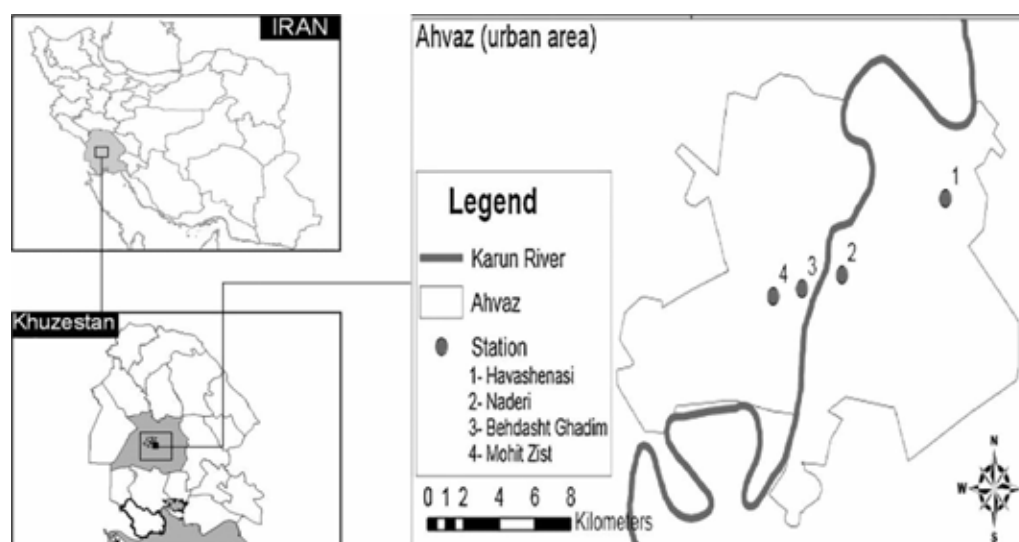 IRAN
Khuzestan
Ahvaz (urban area)
Legend
Karun River
Ahvaz
Station
1- Havashenasi
2- Naderi
3- Behdasht Ghadim
4- Mohit Zist
0 1 2 4 6 8
Kilometers
1
2
3
4
N
W
S